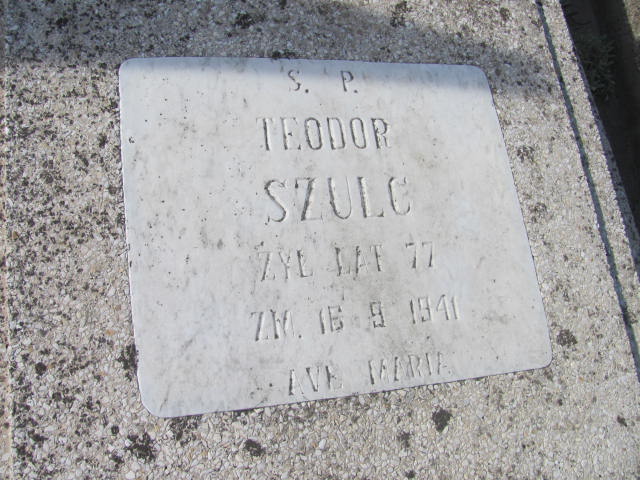 S. P.
TEODOR
SZULC
ŻYŁ LAT 77
ZM. 16 9 1941
AVE MARIA